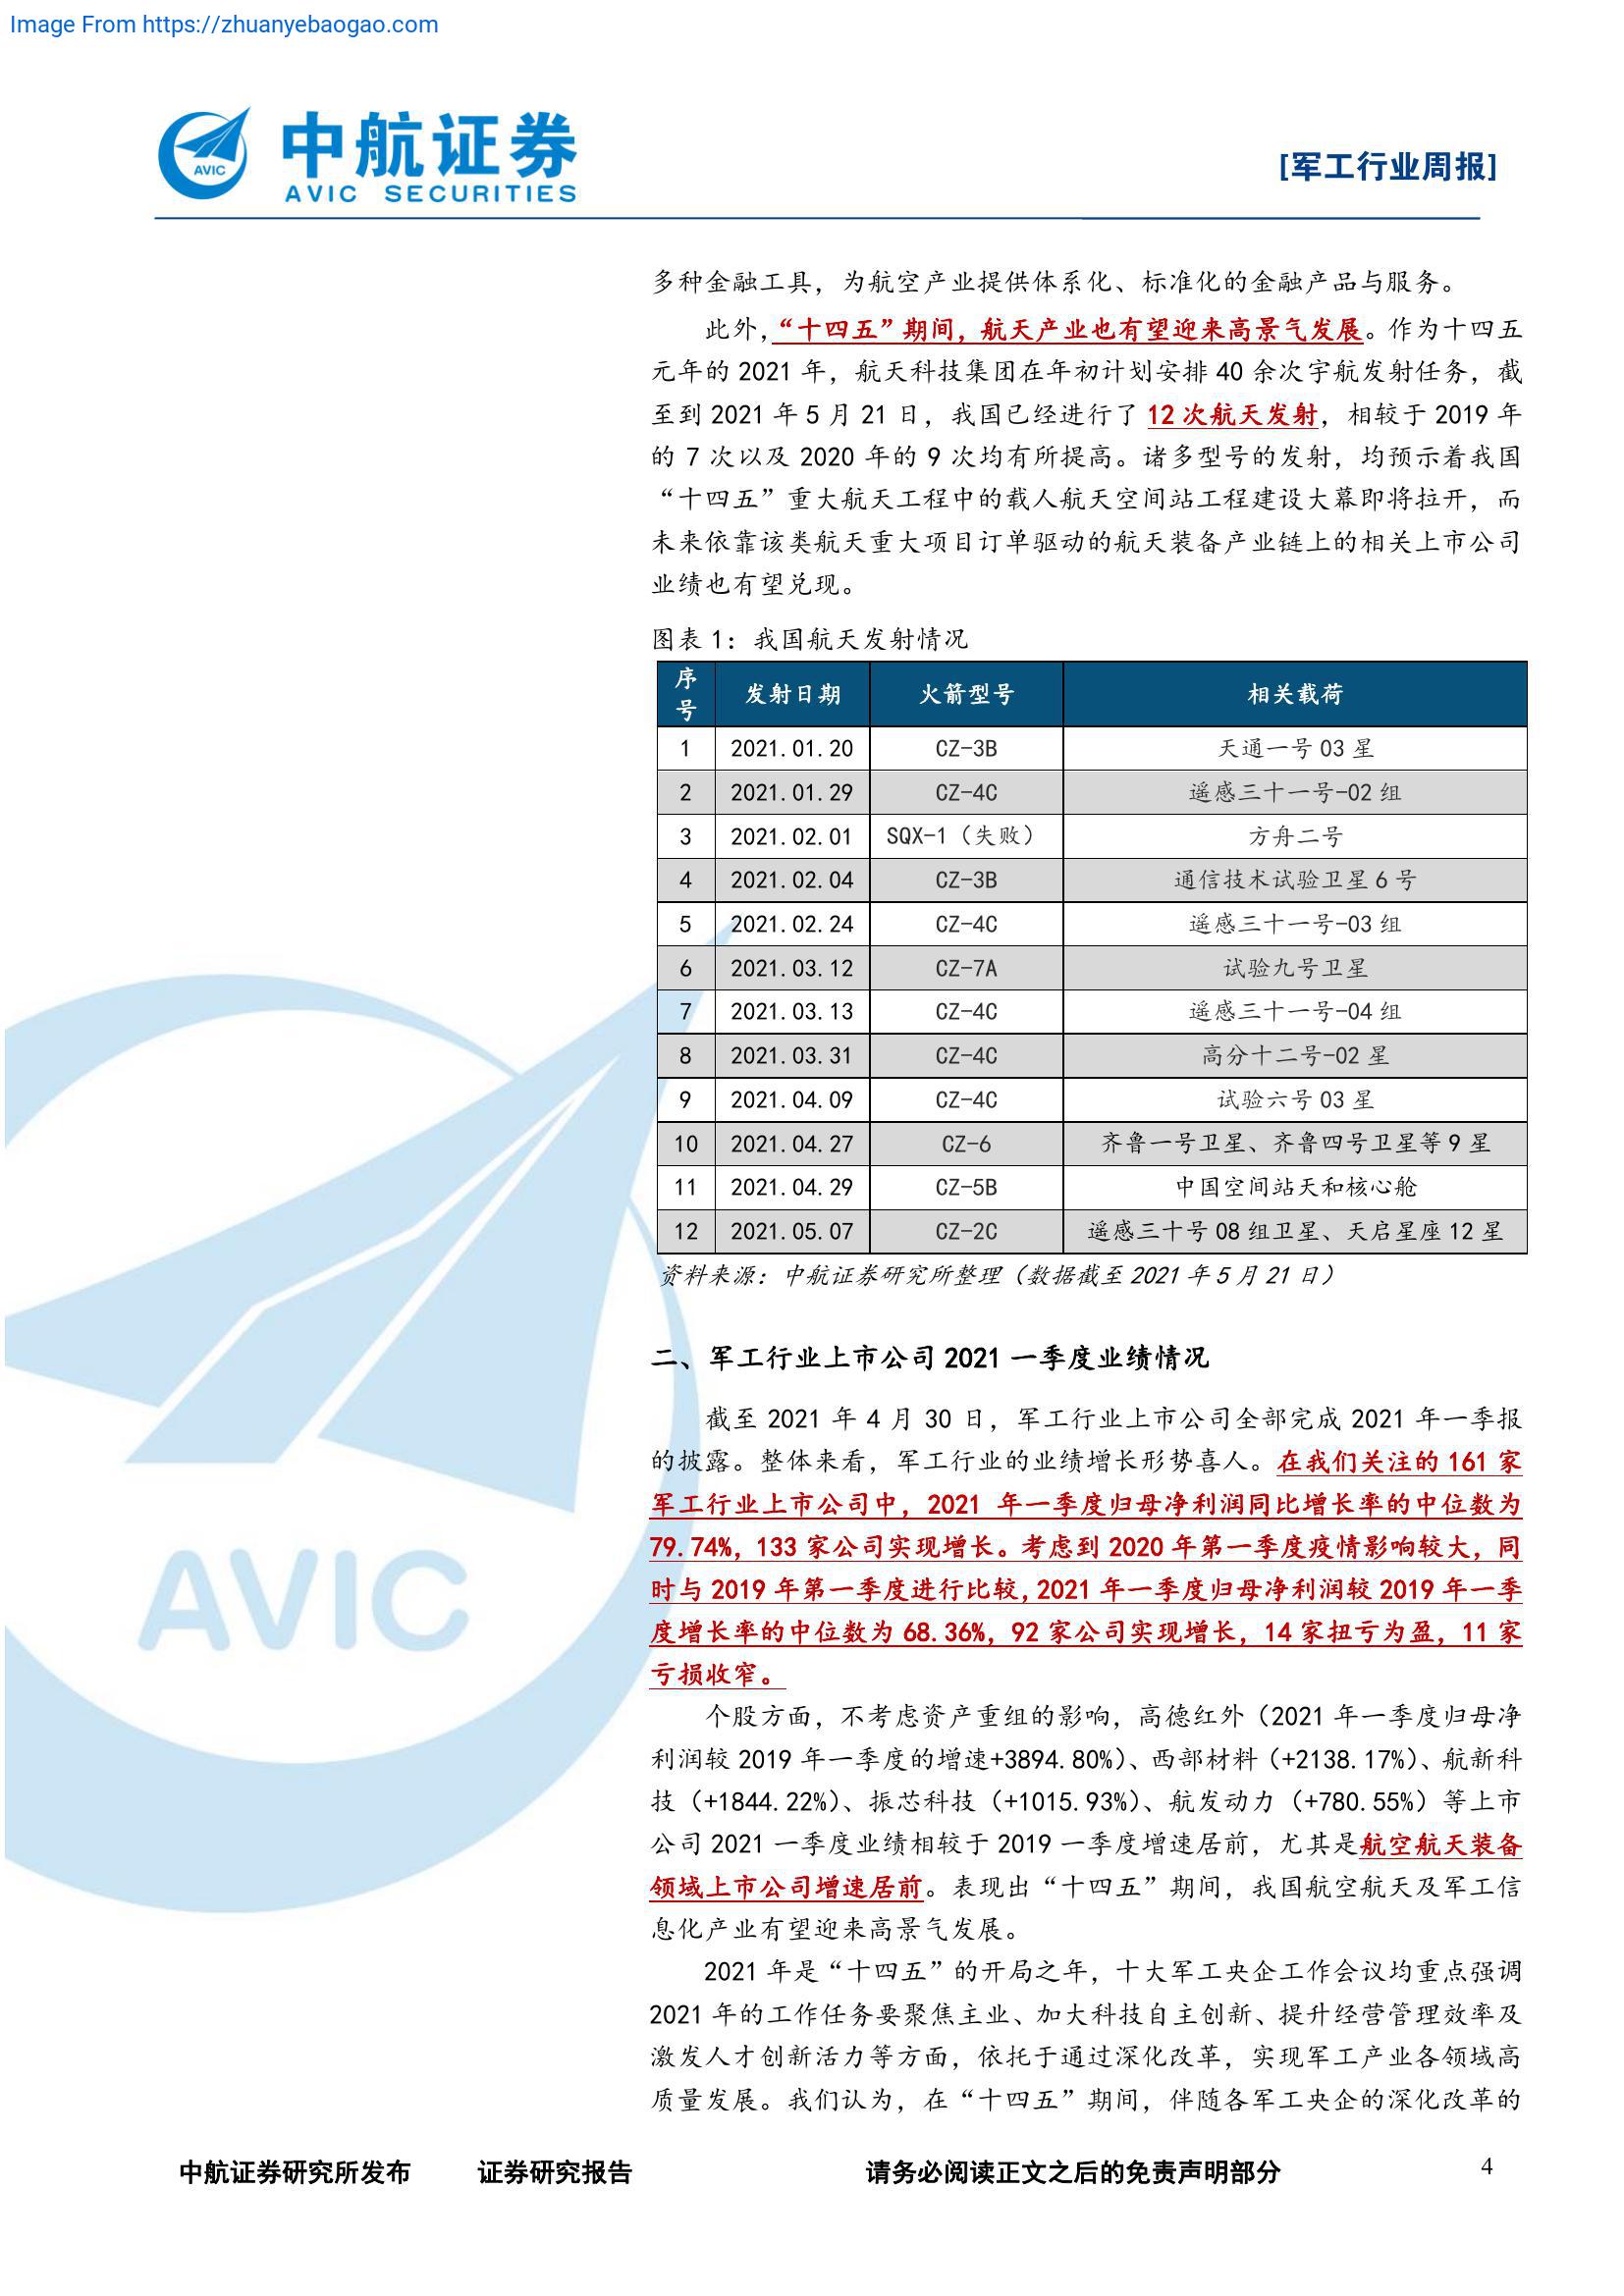 Image From https://zhuanyebaogao.com
AVIC
中航证券
AVIC SECURITIES
[军工行业周报]
多种金融工具，为航空产业提供体系化、标准化的金融产品与服务。
此外，“十四五”期间，航天产业也有望迎来高景气发展。作为十四五
元年的 2021 年，航天科技集团在年初计划安排 40 余次宇航发射任务，截
至到 2021 年 5 月 21 日，我国已经进行了 12 次航天发射，相较于 2019 年
的 7 次以及 2020 年的 9 次均有所提高。诸多型号的发射，均预示着我国
“十四五”重大航天工程中的载人航天空间站工程建设大幕即将拉开，而
未来依靠该类航天重大项目订单驱动的航天装备产业链上的相关上市公司
业绩也有望兑现。
图表 1：我国航天发射情况
序号 发射日期 火箭型号 相关载荷
1 2021.01.20 CZ-3B 天通一号 03 星
2 2021.01.29 CZ-4C 遥感三十一号-02 组
3 2021.02.01 SQX-1（失败） 方舟二号
4 2021.02.04 CZ-3B 通信技术试验卫星 6 号
5 2021.02.24 CZ-4C 遥感三十一号-03 组
6 2021.03.12 CZ-7A 试验九号卫星
7 2021.03.13 CZ-4C 遥感三十一号-04 组
8 2021.03.31 CZ-4C 高分十二号-02 星
9 2021.04.09 CZ-4C 试验六号 03 星
10 2021.04.27 CZ-6 齐鲁一号卫星、齐鲁四号卫星等 9 星
11 2021.04.29 CZ-5B 中国空间站天和核心舱
12 2021.05.07 CZ-2C 遥感三十号 08 组卫星、天启星座 12 星
资料来源：中航证券研究所整理（数据截至 2021 年 5 月 21 日）
二、军工行业上市公司 2021 一季度业绩情况
截至 2021 年 4 月 30 日，军工行业上市公司全部完成 2021 年一季报
的披露。整体来看，军工行业的业绩增长形势喜人。在我们关注的 161 家
军工行业上市公司中，2021 年一季度归母净利润同比增长率的中位数为
79.74%，133 家公司实现增长。考虑到 2020 年第一季度疫情影响较大，同
时与 2019 年第一季度进行比较，2021 年一季度归母净利润较 2019 年一季
度增长率的中位数为 68.36%，92 家公司实现增长，14 家扭亏为盈，11 家
亏损收窄。
个股方面，不考虑资产重组的影响，高德红外（2021 年一季度归母净
利润较 2019 年一季度的增速+3894.80%）、西部材料（+2138.17%）、航新科
技（+1844.22%）、振芯科技（+1015.93%）、航发动力（+780.55%）等上市
公司 2021 一季度业绩相较于 2019 一季度增速居前，尤其是航空航天装备
领域上市公司增速居前。表现出“十四五”期间，我国航空航天及军工信
息化产业有望迎来高景气发展。
2021 年是“十四五”的开局之年，十大军工央企工作会议均重点强调
2021 年的工作任务要聚焦主业、加大科技自主创新、提升经营管理效率及
激发人才创新活力等方面，依托于通过深化改革，实现军工产业各领域高
质量发展。我们认为，在“十四五”期间，伴随各军工央企的深化改革的
AVIC
中航证券研究所发布 证券研究报告 请务必阅读正文之后的免责声明部分 4